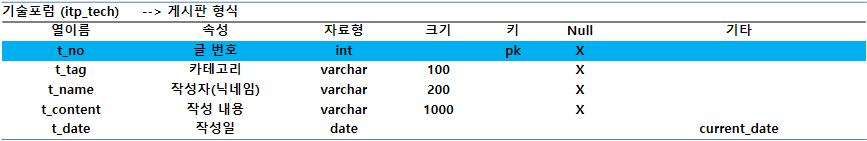 기술포럼 (itp_tech) --> 게시판 형식
열이름 속성 자료형 크기 키 Null 기타
t_no 글 번호 int pk X
t_tag 카테고리 varchar 100 X
t_name 작성자(닉네임) varchar 200 X
t_content 작성 내용 varchar 1000 X
t_date 작성일 date current_date